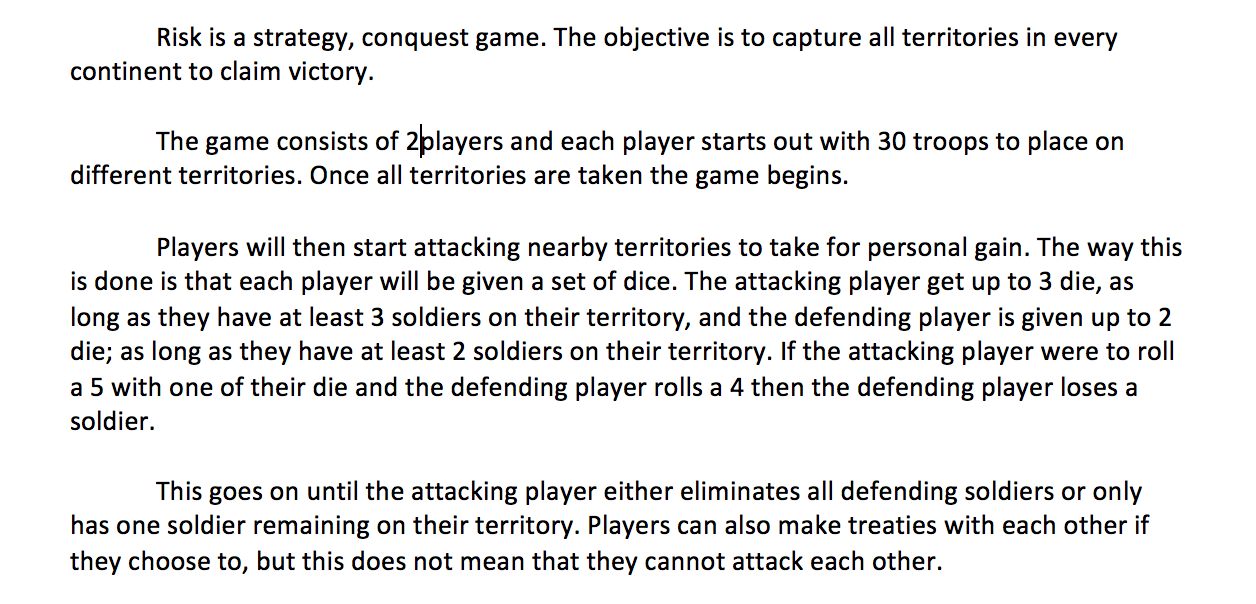 Risk is a strategy, conquest game. The objective is to capture all territories in every
continent to claim victory.
The game consists of 2players and each player starts out with 30 troops to place on
different territories. Once all territories are taken the game begins.
Players will then start attacking nearby territories to take for personal gain. The way this
is done is that each player will be given a set of dice. The attacking player get up to 3 die, as
long as they have at least 3 soldiers on their territory, and the defending player is given up to 2
die; as long as they have at least 2 soldiers on their territory. If the attacking player were to roll
a 5 with one of their die and the defending player rolls a 4 then the defending player loses a
soldier.
This goes on until the attacking player either eliminates all defending soldiers or only
has one soldier remaining on their territory. Players can also make treaties with each other if
they choose to, but this does not mean that they cannot attack each other.